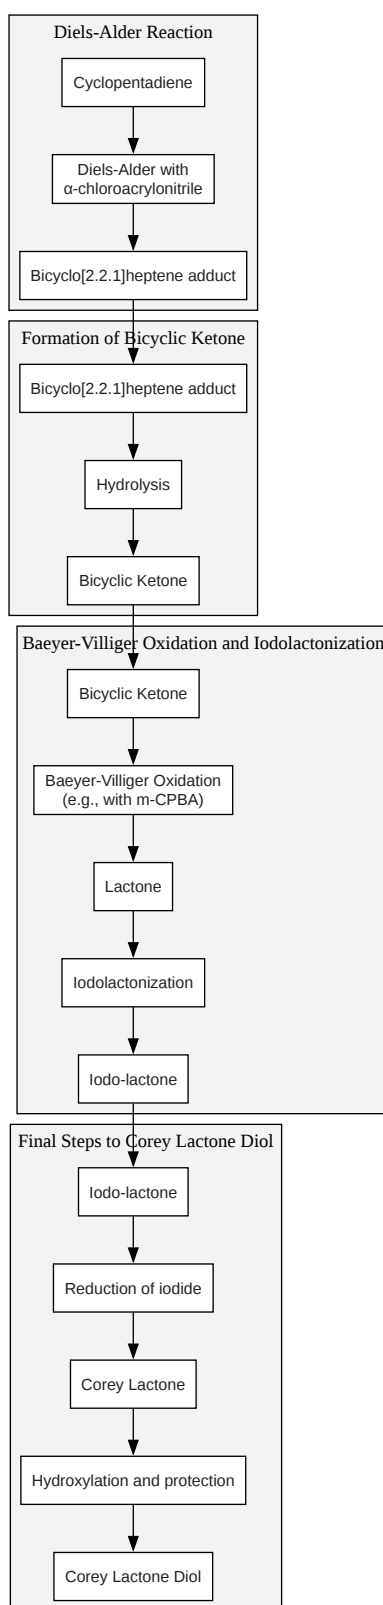 Diels-Alder Reaction
Cyclopentadiene
Diels-Alder with
α-chloroacrylonitrile
Bicyclo[2.2.1]heptene adduct
Formation of Bicyclic Ketone
Bicyclo[2.2.1]heptene adduct
Hydrolysis
Bicyclic Ketone
Baeyer-Villiger Oxidation and Iodolactonization
Bicyclic Ketone
Baeyer-Villiger Oxidation
(e.g., with m-CPBA)
Lactone
Iodolactonization
Iodo-lactone
Final Steps to Corey Lactone Diol
Iodo-lactone
Reduction of iodide
Corey Lactone
Hydroxylation and protection
Corey Lactone Diol